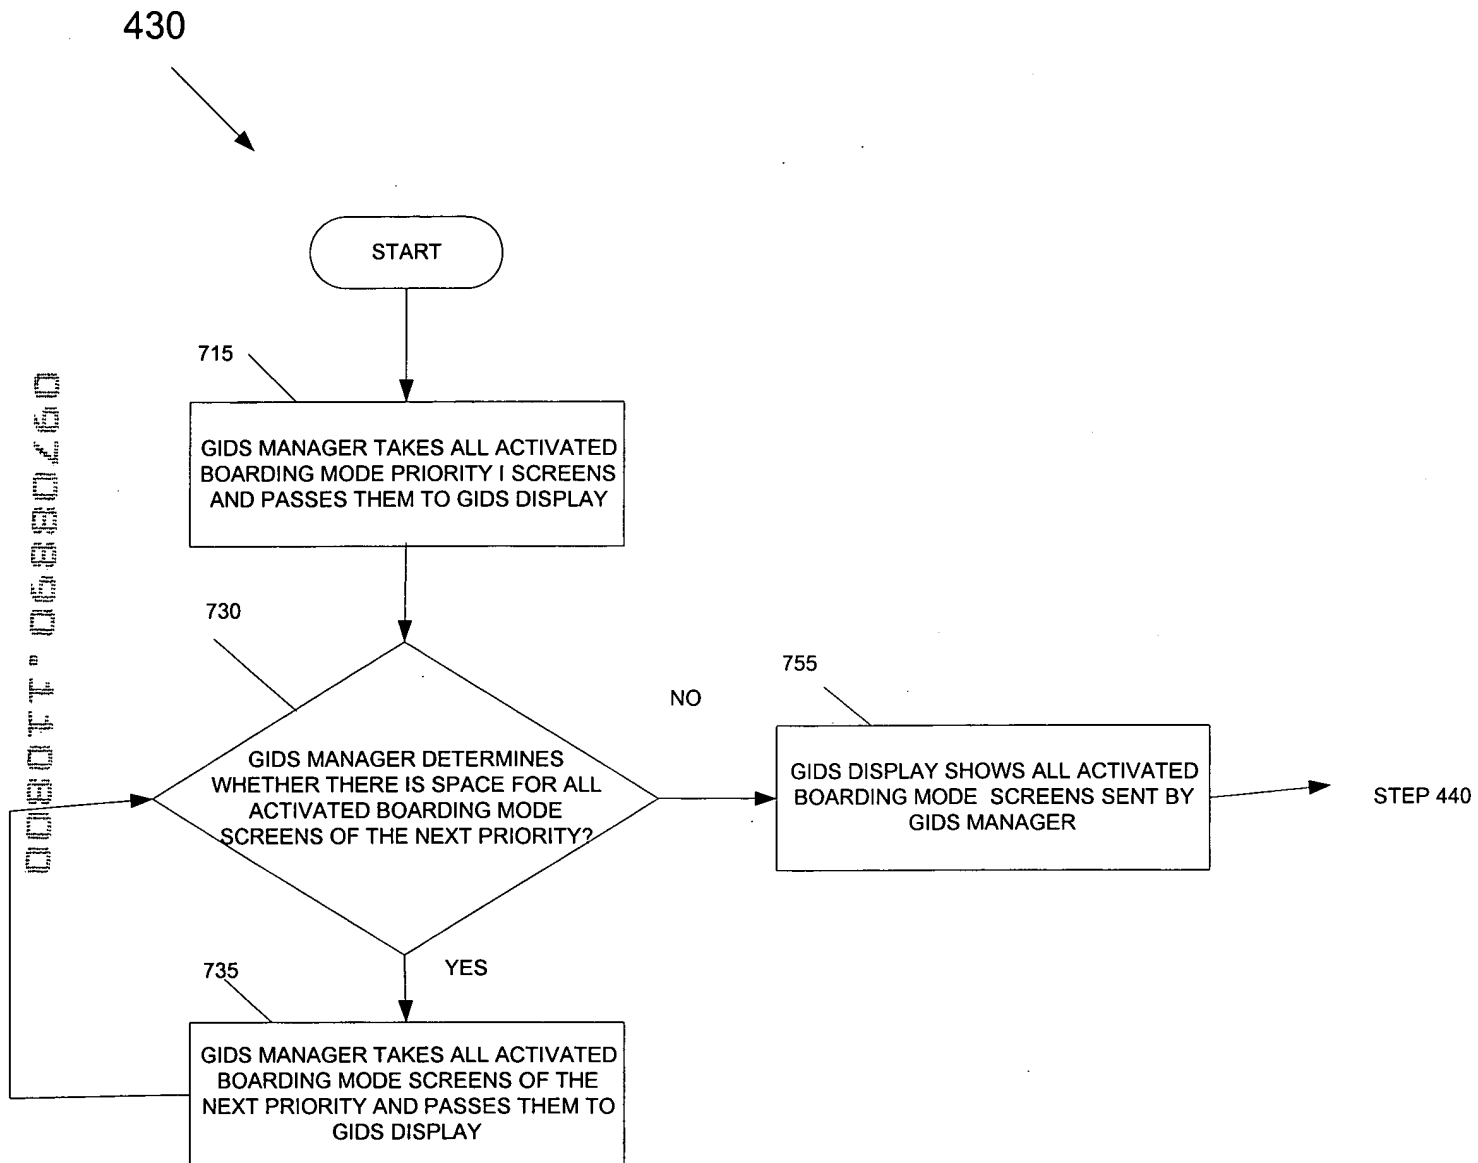 430
START
715
GIDS MANAGER TAKES ALL ACTIVATED
BOARDING MODE PRIORITY I SCREENS
AND PASSES THEM TO GIDS DISPLAY
730
GIDS MANAGER DETERMINES
WHETHER THERE IS SPACE FOR ALL
ACTIVATED BOARDING MODE
SCREENS OF THE NEXT PRIORITY?
NO
755
GIDS DISPLAY SHOWS ALL ACTIVATED
BOARDING MODE SCREENS SENT BY
GIDS MANAGER
STEP 440
YES
735
GIDS MANAGER TAKES ALL ACTIVATED
BOARDING MODE SCREENS OF THE
NEXT PRIORITY AND PASSES THEM TO
GIDS DISPLAY